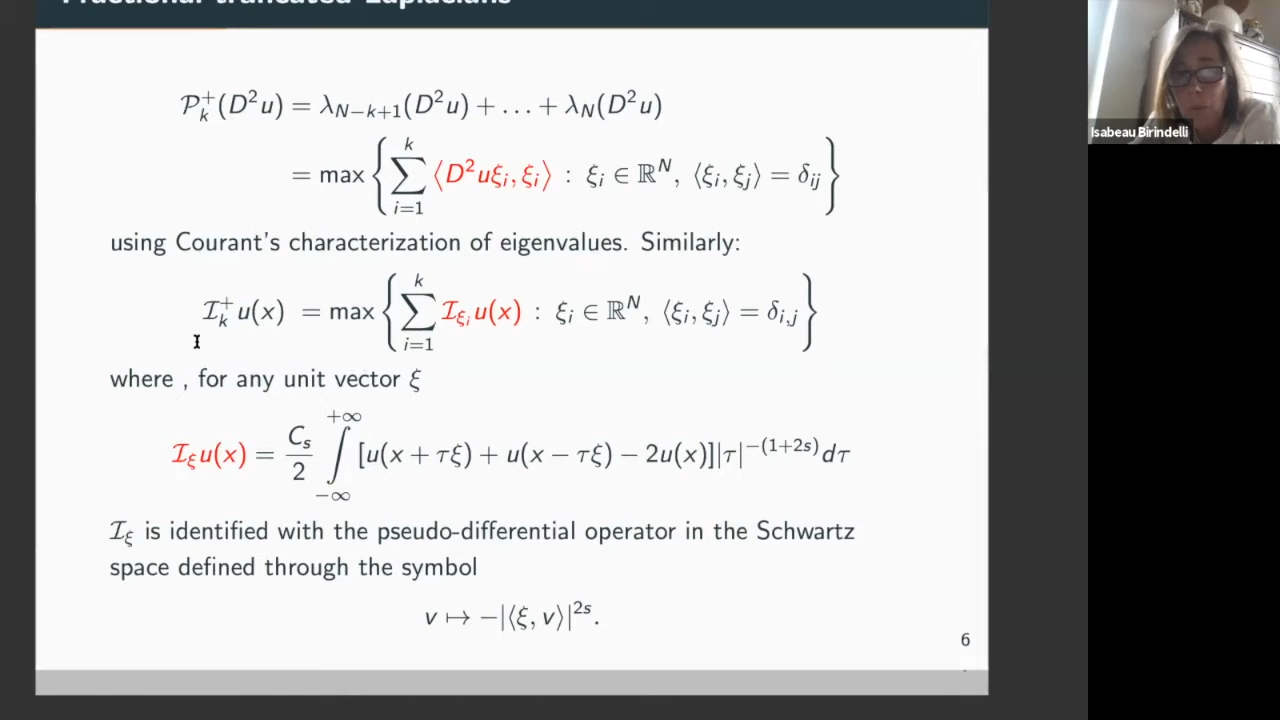 Fractional truncated Laplacians
𝒫ₖ⁺(D²u) = λ_{N−k+1}(D²u) + … + λ_N(D²u)
= max { ∑_{i=1}^{k} ⟨D²uξᵢ, ξᵢ⟩ : ξᵢ ∈ ℝᴺ, ⟨ξᵢ, ξⱼ⟩ = δᵢⱼ }
using Courant's characterization of eigenvalues. Similarly:
ℐₖ⁺u(x) = max { ∑_{i=1}^{k} ℐ_{ξᵢ}u(x) : ξᵢ ∈ ℝᴺ, ⟨ξᵢ, ξⱼ⟩ = δ_{i,j} }
where , for any unit vector ξ
ℐ_ξ u(x) = C_s/2 ∫_{−∞}^{+∞} [u(x + τξ) + u(x − τξ) − 2u(x)]|τ|^{−(1+2s)} dτ
ℐ_ξ is identified with the pseudo-differential operator in the Schwartz
space defined through the symbol
v ↦ −|⟨ξ, v⟩|^{2s}.
6
Isabeau Birindelli